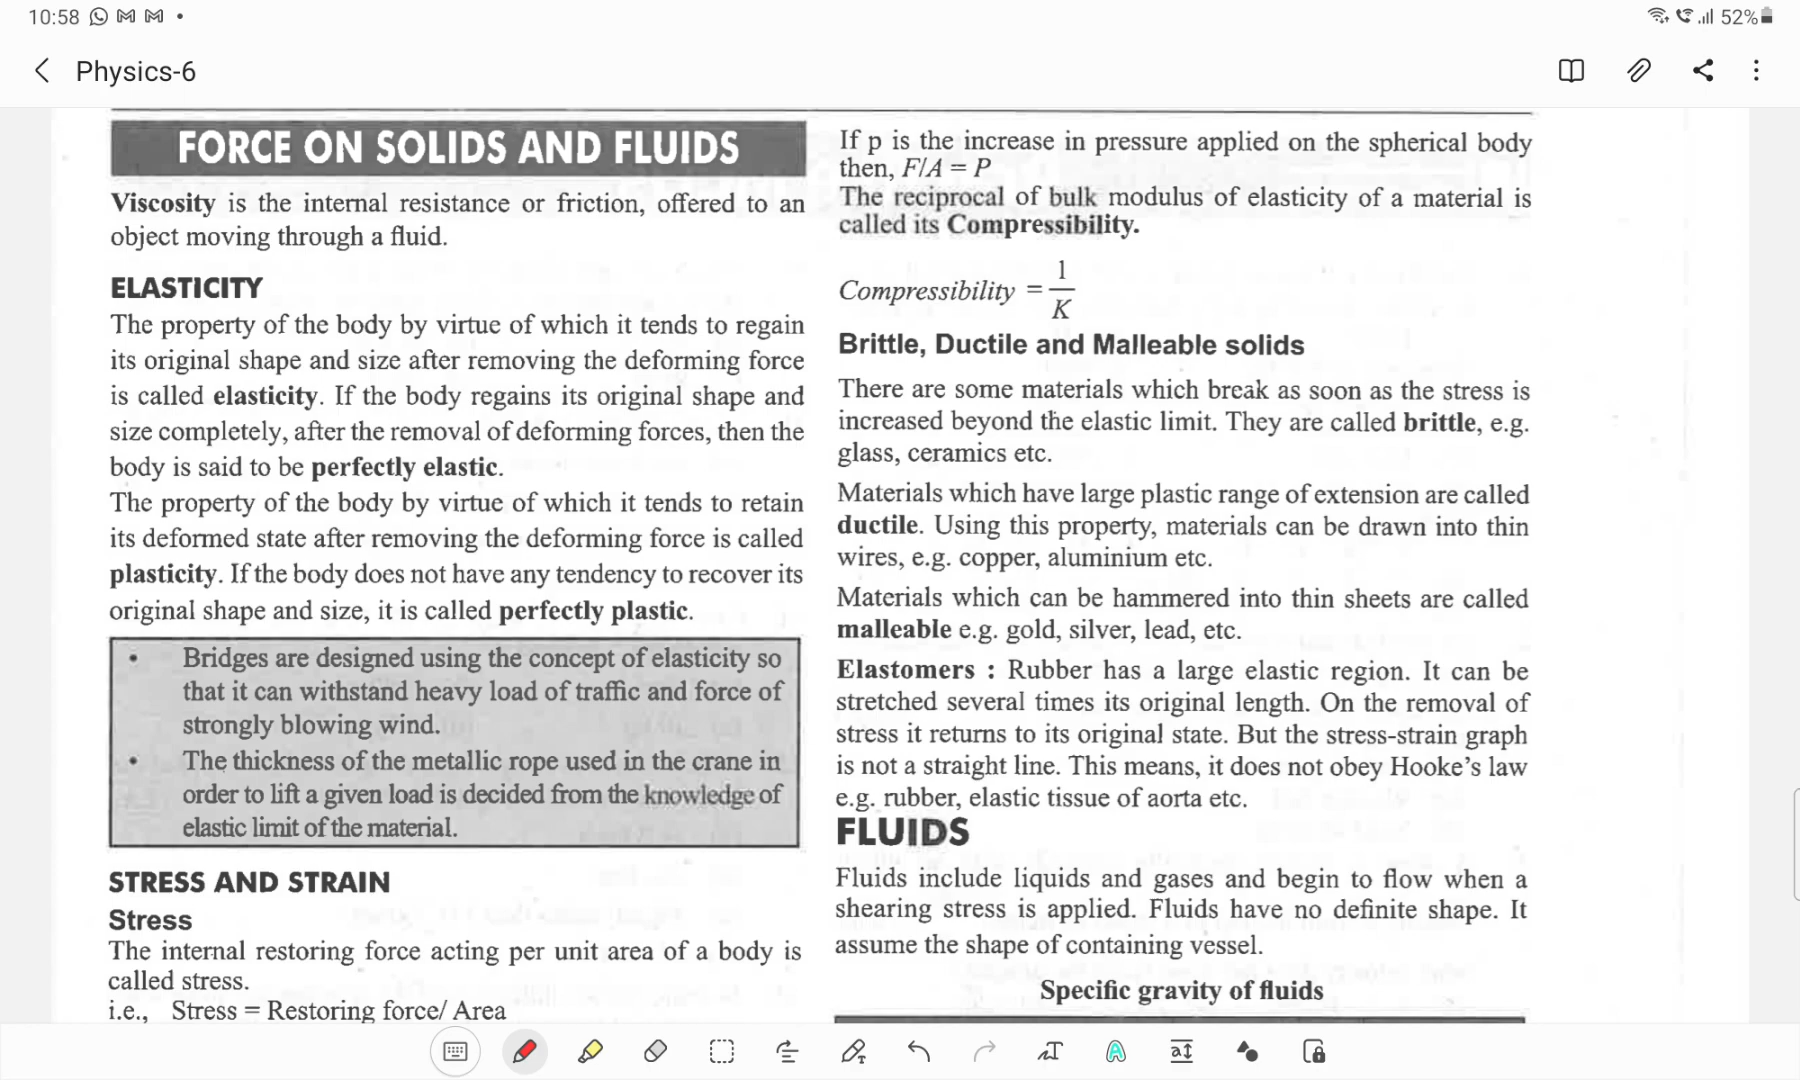 10:58
52%
Physics-6
FORCE ON SOLIDS AND FLUIDS
Viscosity is the internal resistance or friction, offered to an
object moving through a fluid.
ELASTICITY
The property of the body by virtue of which it tends to regain
its original shape and size after removing the deforming force
is called elasticity. If the body regains its original shape and
size completely, after the removal of deforming forces, then the
body is said to be perfectly elastic.
The property of the body by virtue of which it tends to retain
its deformed state after removing the deforming force is called
plasticity. If the body does not have any tendency to recover its
original shape and size, it is called perfectly plastic.
• Bridges are designed using the concept of elasticity so
that it can withstand heavy load of traffic and force of
strongly blowing wind.
• The thickness of the metallic rope used in the crane in
order to lift a given load is decided from the knowledge of
elastic limit of the material.
STRESS AND STRAIN
Stress
The internal restoring force acting per unit area of a body is
called stress.
i.e., Stress = Restoring force/ Area
If p is the increase in pressure applied on the spherical body
then, F/A = P
The reciprocal of bulk modulus of elasticity of a material is
called its Compressibility.
Compressibility = 1/K
Brittle, Ductile and Malleable solids
There are some materials which break as soon as the stress is
increased beyond the elastic limit. They are called brittle, e.g.
glass, ceramics etc.
Materials which have large plastic range of extension are called
ductile. Using this property, materials can be drawn into thin
wires, e.g. copper, aluminium etc.
Materials which can be hammered into thin sheets are called
malleable e.g. gold, silver, lead, etc.
Elastomers : Rubber has a large elastic region. It can be
stretched several times its original length. On the removal of
stress it returns to its original state. But the stress-strain graph
is not a straight line. This means, it does not obey Hooke's law
e.g. rubber, elastic tissue of aorta etc.
FLUIDS
Fluids include liquids and gases and begin to flow when a
shearing stress is applied. Fluids have no definite shape. It
assume the shape of containing vessel.
Specific gravity of fluids